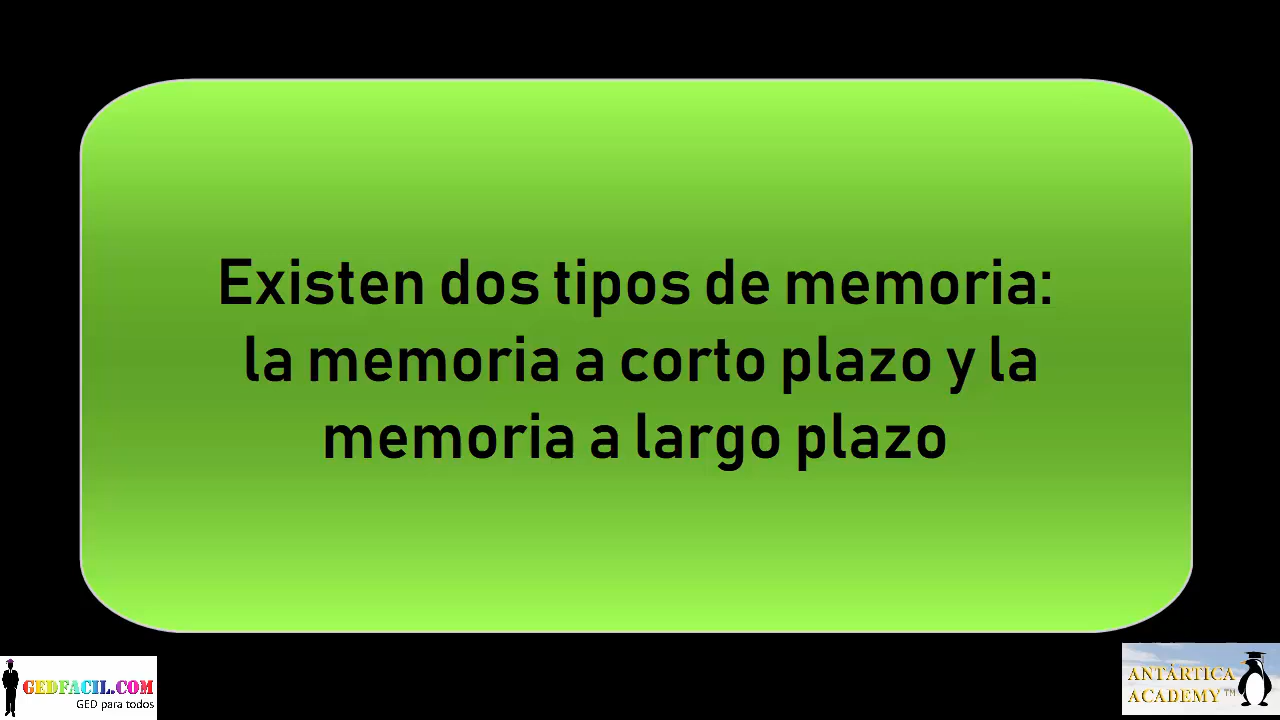 Existen dos tipos de memoria:
la memoria a corto plazo y la
memoria a largo plazo
GEDFACIL.COM
GED para todos
ANTÁRTICA
ACADEMY™